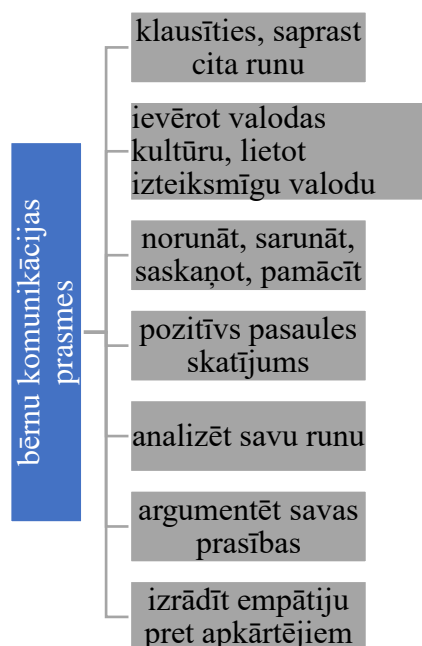 bērnu komunikācijas
prasmes
klausīties, saprast
cita runu
ievērot valodas
kultūru, lietot
izteiksmīgu valodu
norunāt, sarunāt,
saskaņot, pamācīt
pozitīvs pasaules
skatījums
analizēt savu runu
argumentēt savas
prasības
izrādīt empātiju
pret apkārtējiem